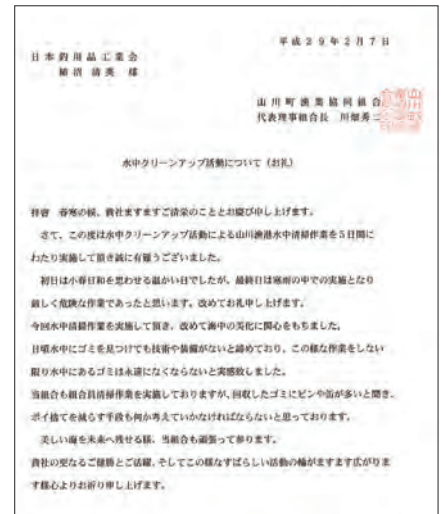 平成29年2月7日
日本釣用品工業会
様
山川町漁業協同組合
代表理事組合長 川畑秀二
水中クリーンアップ活動について（お礼）
拝啓 春寒の候、貴社ますますご清栄のこととお慶び申し上げます。
さて、この度は水中クリーンアップ活動による山川漁港水中清掃作業を5日間に
わたり実施して頂き誠に有難うございました。
初日は小春日和を思わせる温かい日でしたが、最終日は寒雨の中での実施となり
厳しく危険な作業であったと思います。改めてお礼申し上げます。
今回水中清掃作業を実施して頂き、改めて海中の美化に関心をもちました。
日頃水中にゴミを見つけても技術や装備がないと諦めており、この様な作業をしない
限り水中にあるゴミは永遠になくならないと実感致しました。
当組合も組合員清掃作業を実施しておりますが、回収したゴミにビンや缶が多いと聞き、
ポイ捨てを減らす手段も何か考えていかなければならないと思っております。
美しい海を未来へ残せる様、当組合も頑張って参ります。
貴社の更なるご健勝とご活躍、そしてこの様なすばらしい活動の輪がますます広がりま
す様心よりお祈り申し上げます。